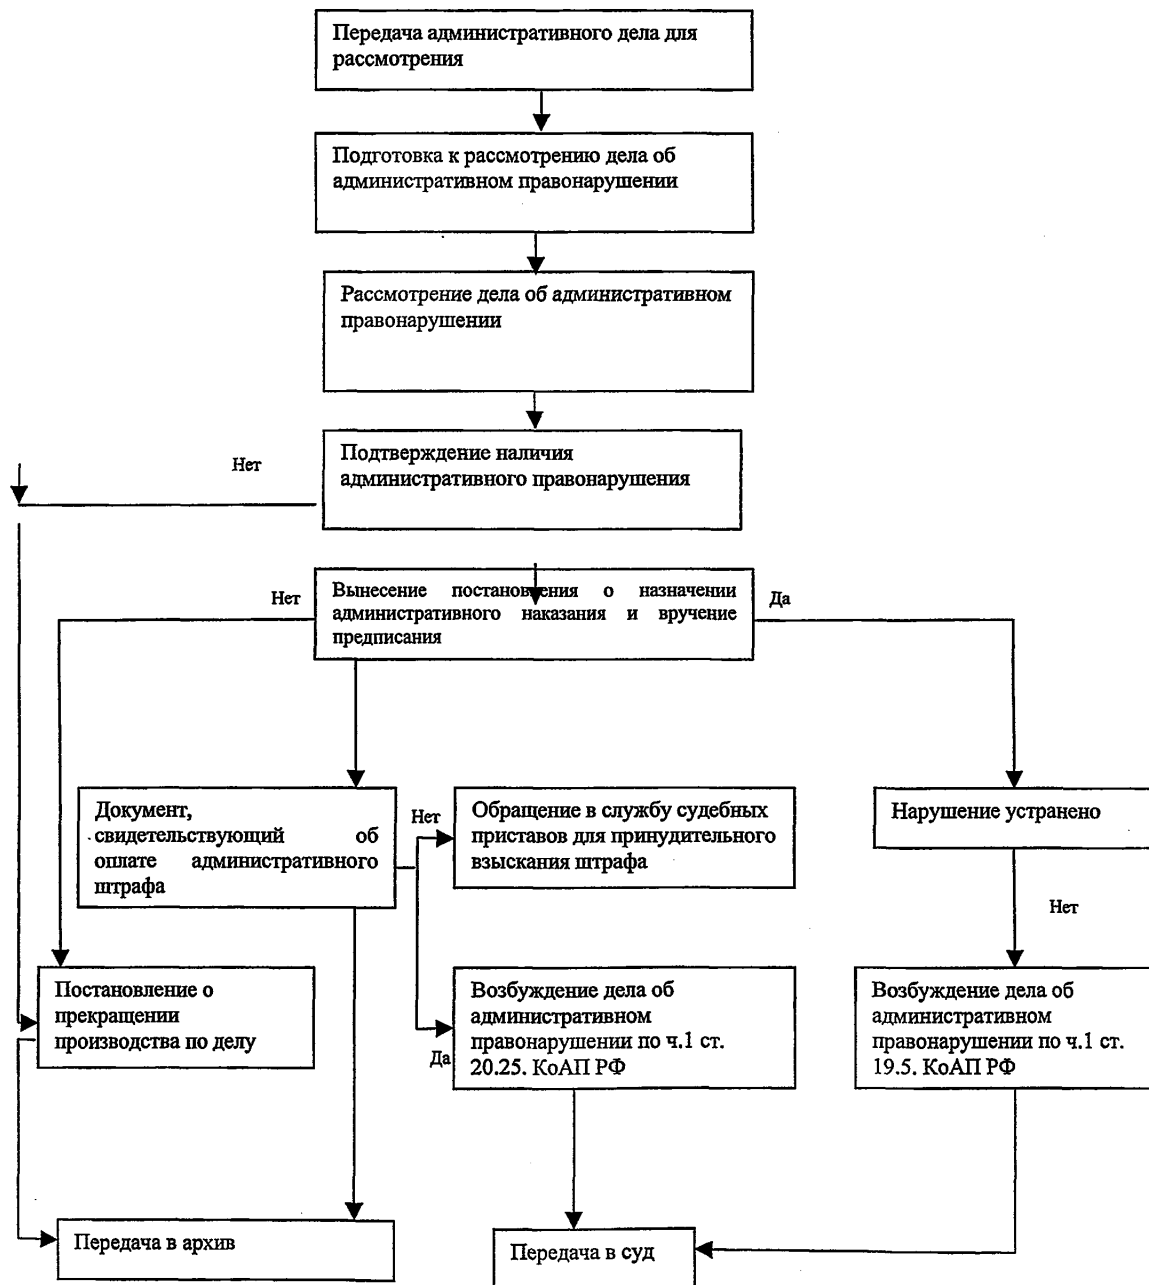 Передача административного дела для
рассмотрения
Подготовка к рассмотрению дела об
административном правонарушении
Рассмотрение дела об административном
правонарушении
Нет
Подтверждение наличия
административного правонарушения
Нет
Вынесение постановления о назначении
административного наказания и вручение
предписания
Да
Документ,
свидетельствующий об
оплате административного
штрафа
Нет
Обращение в службу судебных
приставов для принудительного
взыскания штрафа
Нарушение устранено
Нет
Постановление о
прекращении
производства по делу
Да
Возбуждение дела об
административном
правонарушении по ч.1 ст.
20.25. КоАП РФ
Возбуждение дела об
административном
правонарушении по ч.1 ст.
19.5. КоАП РФ
Передача в архив
Передача в суд